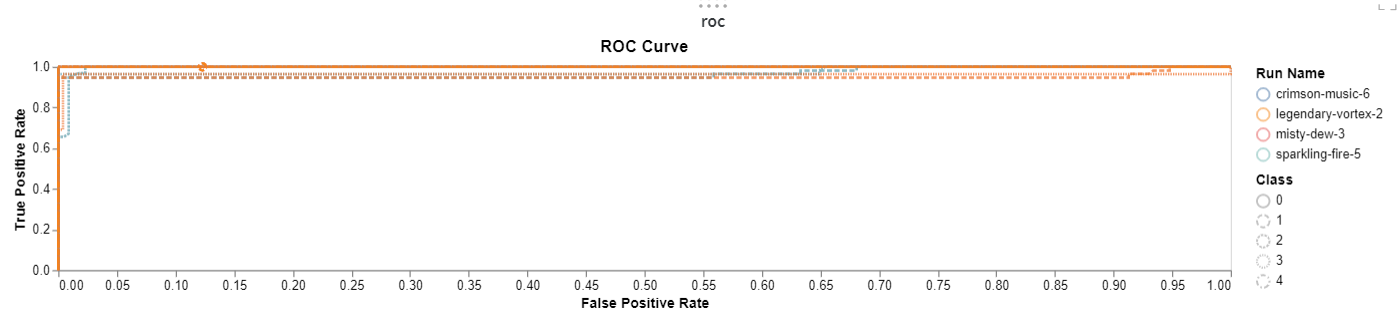 roc
ROC Curve
True Positive Rate
1.0
0.8
0.6
0.4
0.2
0.0
0.00 0.05 0.10 0.15 0.20 0.25 0.30 0.35 0.40 0.45 0.50 0.55 0.60 0.65 0.70 0.75 0.80 0.85 0.90 0.95 1.00
False Positive Rate
Run Name
crimson-music-6
legendary-vortex-2
misty-dew-3
sparkling-fire-5
Class
0
1
2
3
4